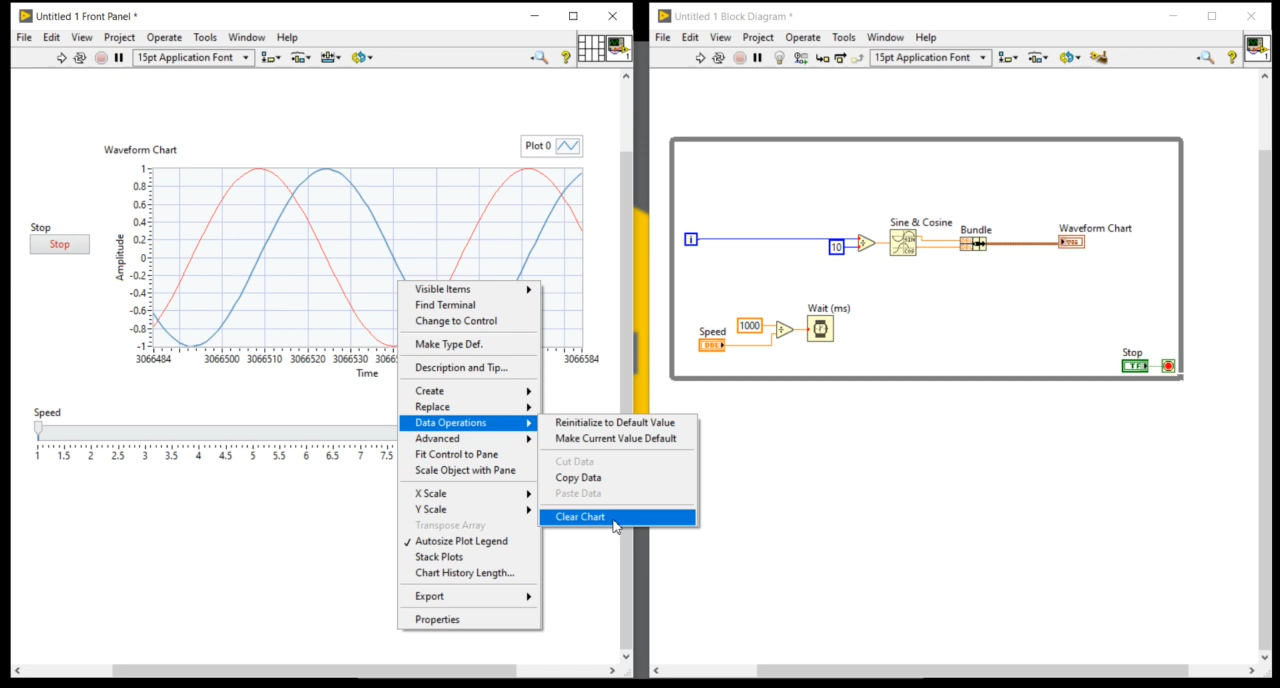 Untitled 1 Front Panel *
File Edit View Project Operate Tools Window Help
15pt Application Font
Waveform Chart
Plot 0
Amplitude
1
0.8
0.6
0.4
0.2
0
-0.2
-0.4
-0.6
-0.8
-1
3066484 3066500 3066510 3066520 3066530 3066584
Time
Stop
Stop
Speed
1 1.5 2 2.5 3 3.5 4 4.5 5 5.5 6 6.5 7 7.5
Visible Items
Find Terminal
Change to Control
Make Type Def.
Description and Tip...
Create
Replace
Data Operations
Advanced
Fit Control to Pane
Scale Object with Pane
X Scale
Y Scale
Transpose Array
Autosize Plot Legend
Stack Plots
Chart History Length...
Export
Properties
Reinitialize to Default Value
Make Current Value Default
Cut Data
Copy Data
Paste Data
Clear Chart
Untitled 1 Block Diagram *
File Edit View Project Operate Tools Window Help
15pt Application Font
Sine & Cosine
Bundle
Waveform Chart
i
10
SIN
COS
Wait (ms)
1000
Speed
DBL
Stop
TF